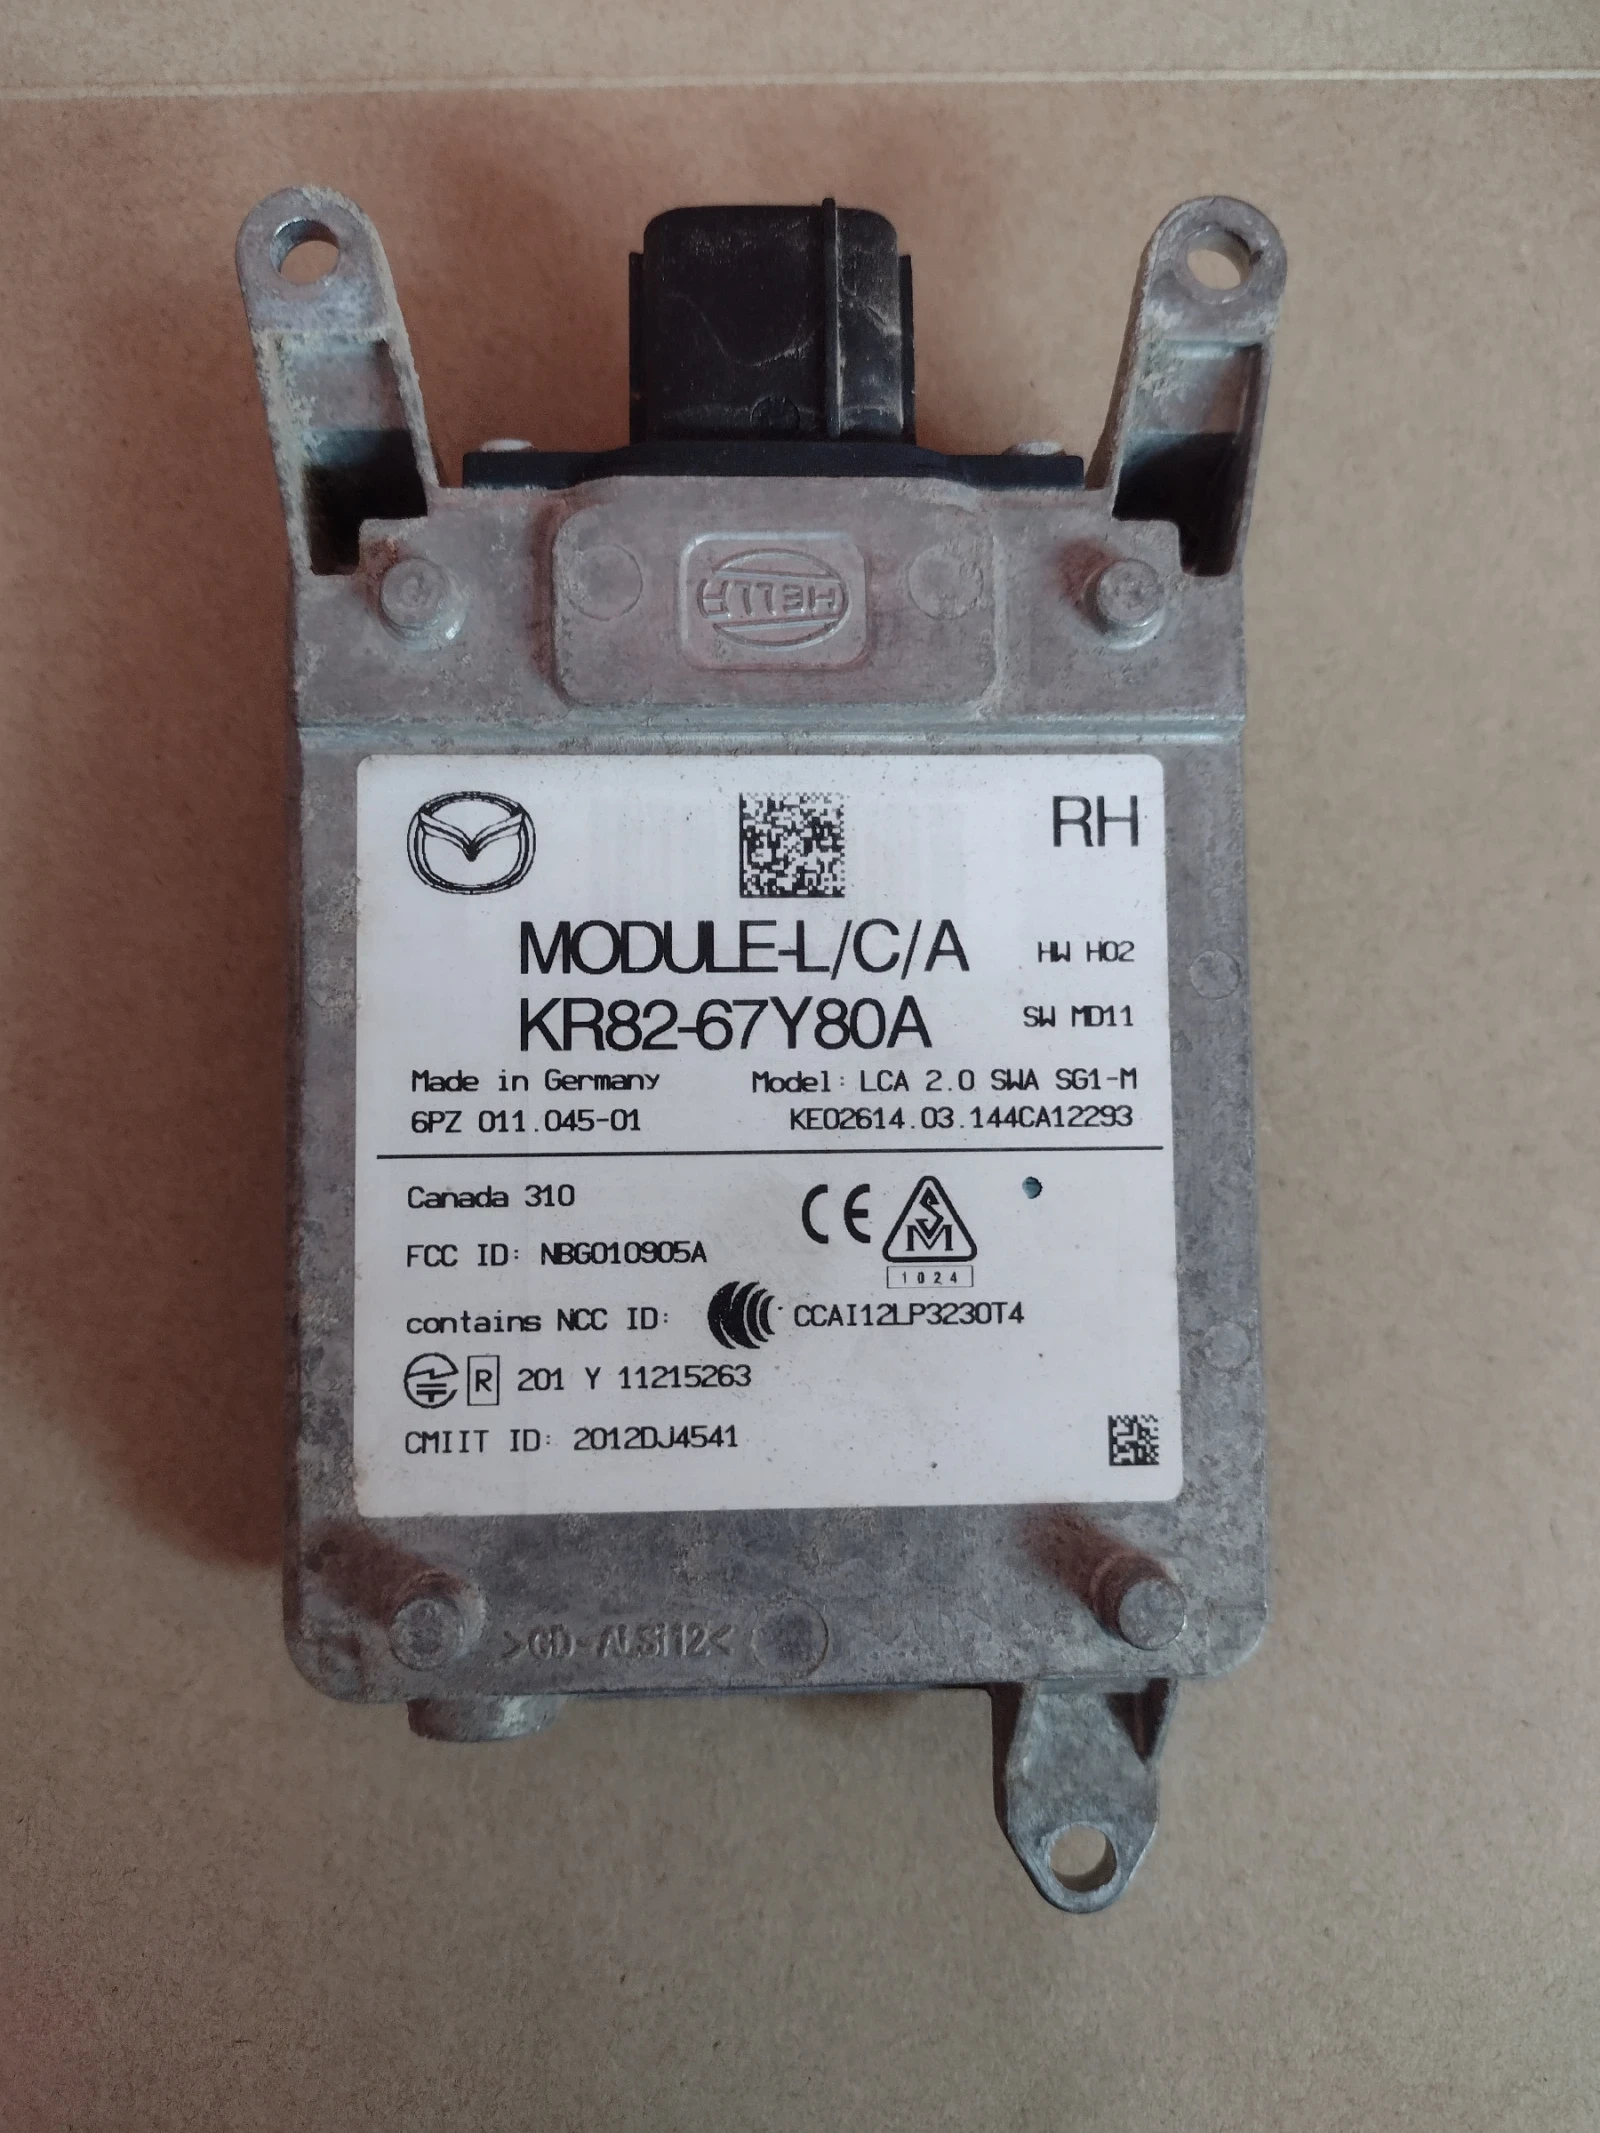 HELLA
RH
MODULE-L/C/A
HW H02
KR82-67Y80A
SW MD11
Made in Germany
Model: LCA 2.0 SWA SG1-M
6PZ 011.045-01
KE02614.03.144CA12293
Canada 310
CE
S
M
1024
FCC ID: NBG010905A
contains NCC ID: CCAI12LP3230T4
R 201 Y 11215263
CMIIT ID: 2012DJ4541
>GD-ALSi12<